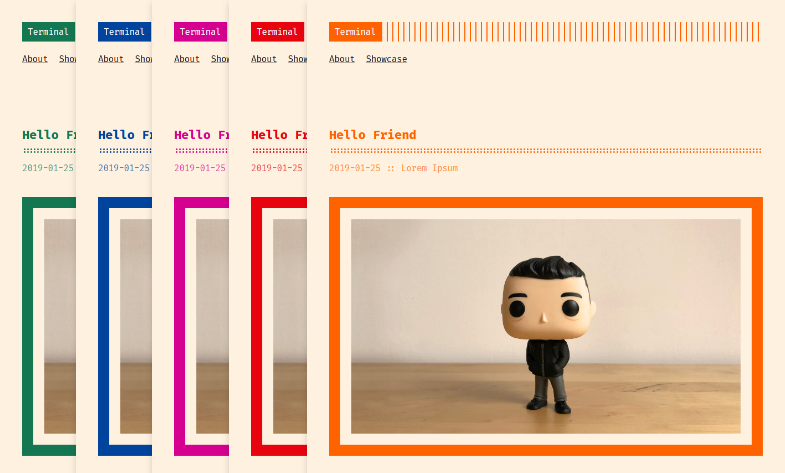 Terminal
About Show
Hello Fr
2019-01-25
Terminal
About Show
Hello Fr
2019-01-25
Terminal
About Show
Hello Fr
2019-01-25
Terminal
About Show
Hello Fr
2019-01-25
Terminal
About Showcase
Hello Friend
2019-01-25 :: Lorem Ipsum